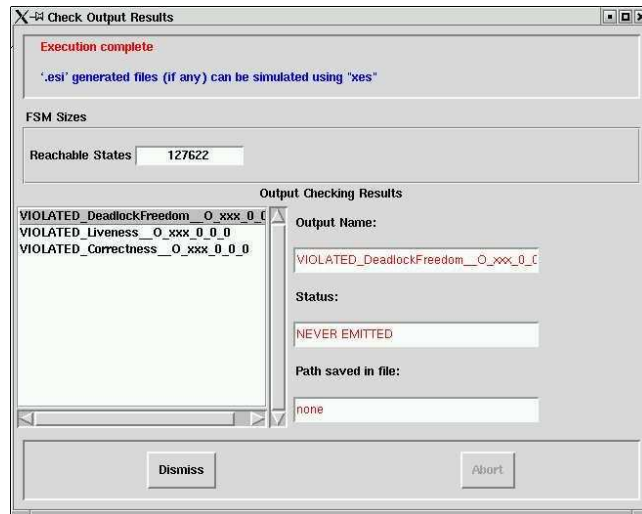 Check Output Results
Execution complete
'.esi' generated files (if any) can be simulated using "xes"
FSM Sizes
Reachable States 127622
Output Checking Results
VIOLATED_DeadlockFreedom__O_xxx_0_0
VIOLATED_Liveness__O_xxx_0_0_0
VIOLATED_Correctness__O_xxx_0_0_0
Output Name:
VIOLATED_DeadlockFreedom__O_xxx_0_0
Status:
NEVER EMITTED
Path saved in file:
none
Dismiss
Abort